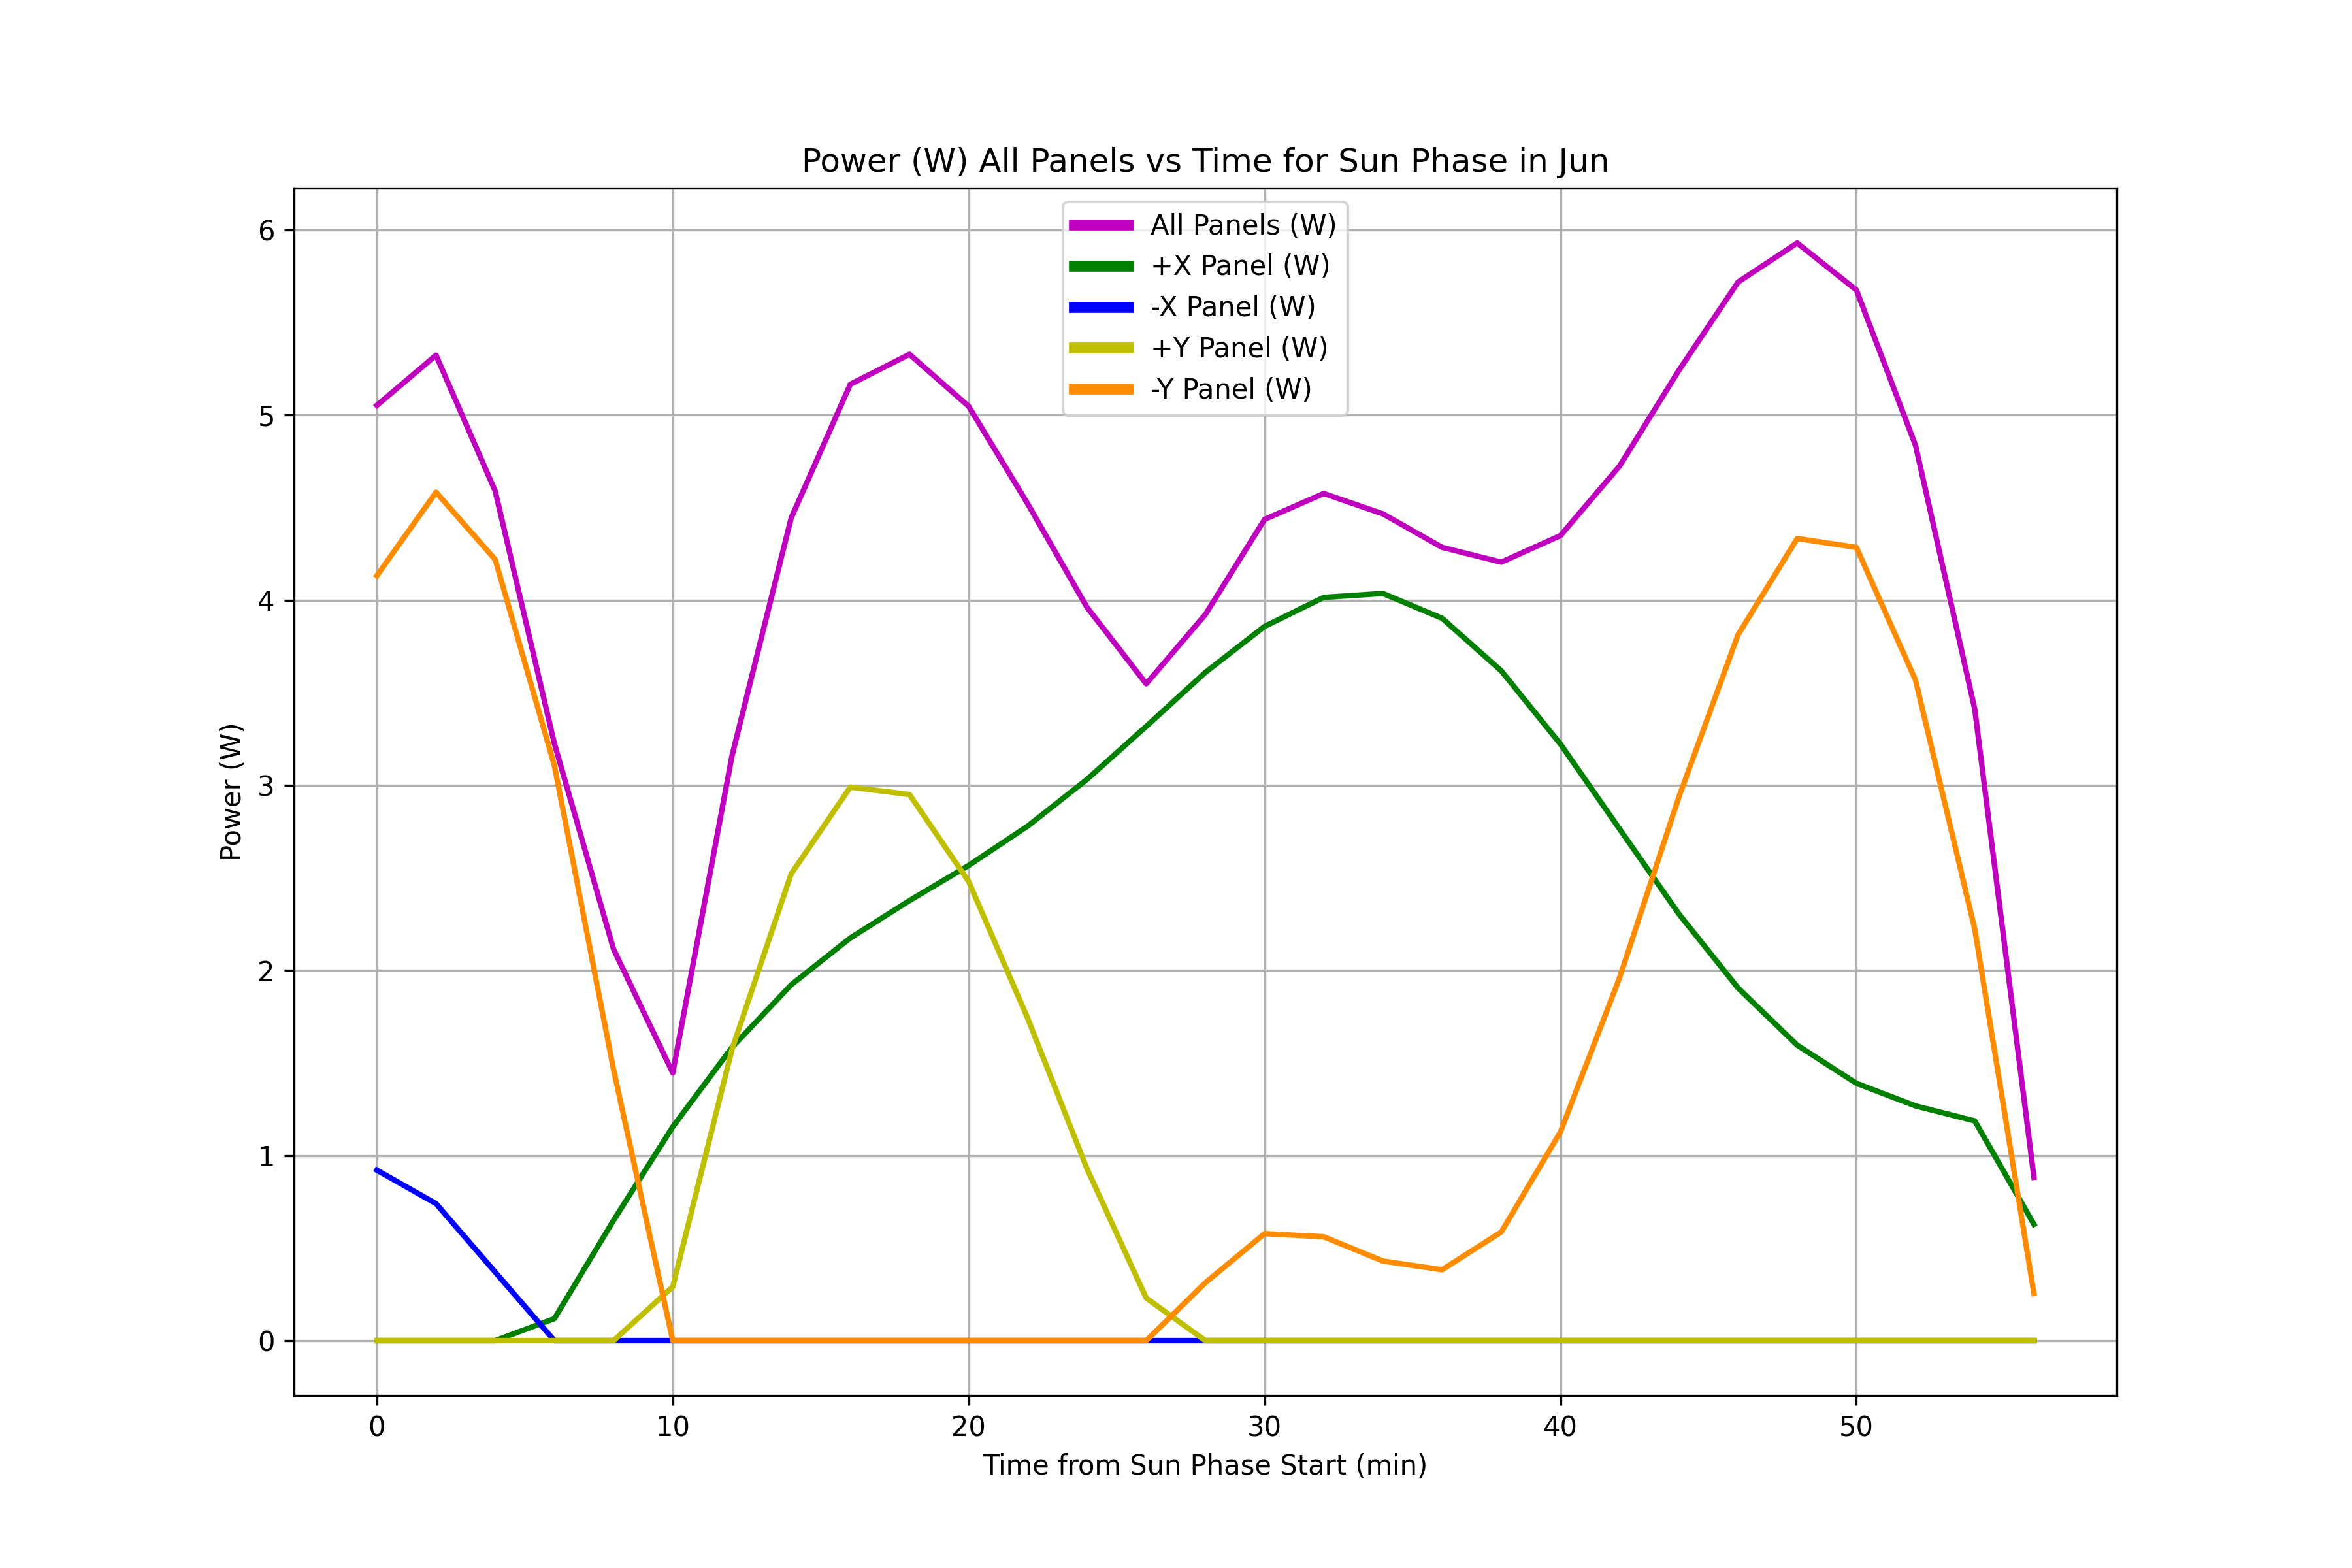 Power (W) All Panels vs Time for Sun Phase in Jun
All Panels (W)
+X Panel (W)
-X Panel (W)
+Y Panel (W)
-Y Panel (W)
Power (W)
6
5
4
3
2
1
0
0 10 20 30 40 50
Time from Sun Phase Start (min)